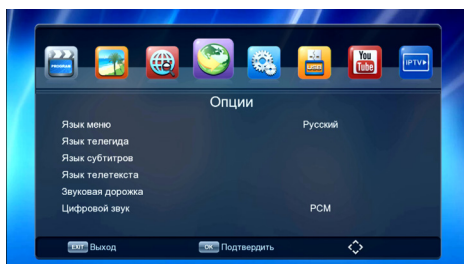 PROGRAM
You
Tube
IPTV
Опции
Язык меню Русский
Язык телегида
Язык субтитров
Язык телетекста
Звуковая дорожка
Цифровой звук PCM
EXIT Выход OK Подтвердить